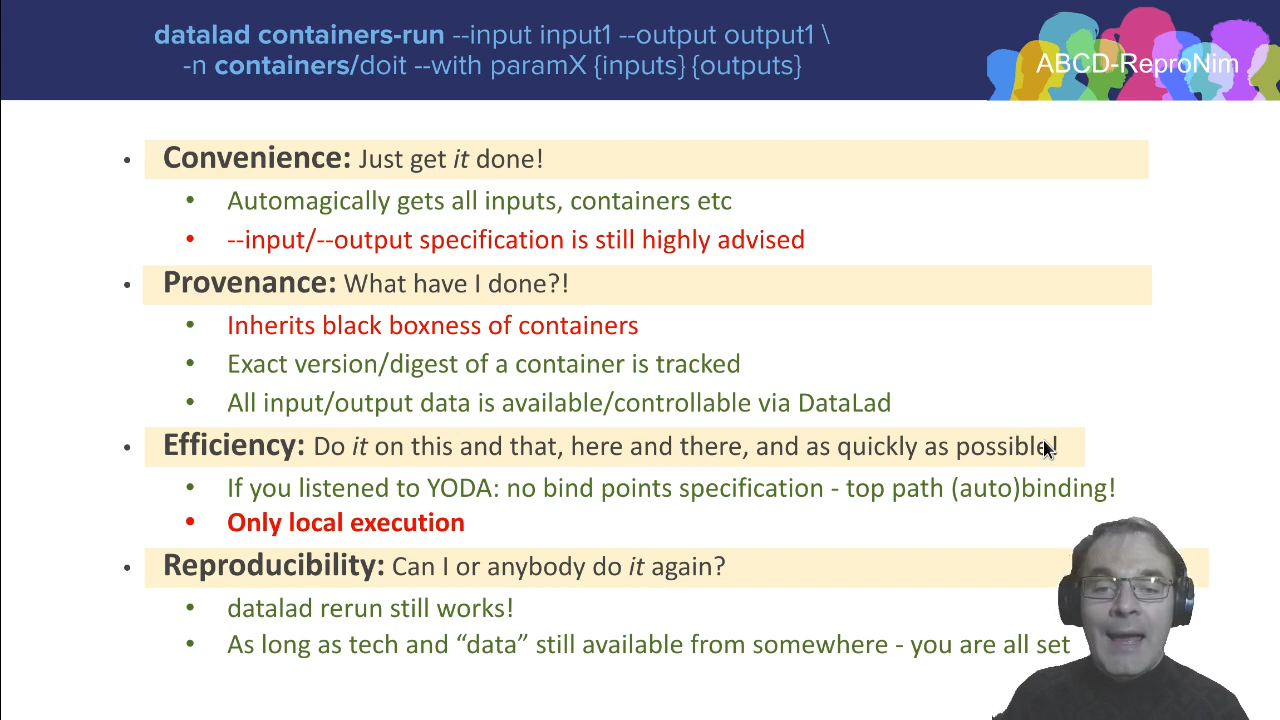 datalad containers-run --input input1 --output output1 \
-n containers/doit --with paramX {inputs} {outputs}
ABCD-ReproNim
• Convenience: Just get it done!
• Automagically gets all inputs, containers etc
• --input/--output specification is still highly advised
• Provenance: What have I done?!
• Inherits black boxness of containers
• Exact version/digest of a container is tracked
• All input/output data is available/controllable via DataLad
• Efficiency: Do it on this and that, here and there, and as quickly as possible!
• If you listened to YODA: no bind points specification - top path (auto)binding!
• Only local execution
• Reproducibility: Can I or anybody do it again?
• datalad rerun still works!
• As long as tech and “data” still available from somewhere - you are all set